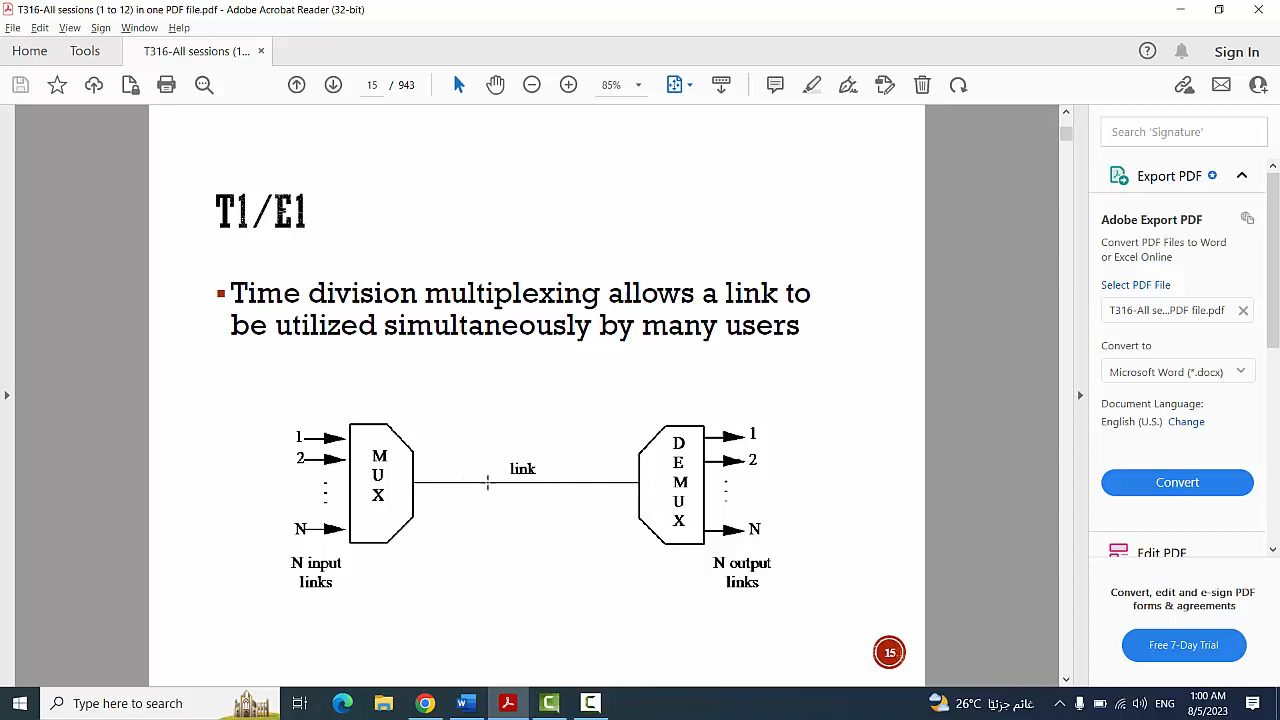 T316-All sessions (1 to 12) in one PDF file.pdf - Adobe Acrobat Reader (32-bit)
File Edit View Sign Window Help
Home Tools T316-All sessions (1... × Sign In
15 / 943 85%
Search 'Signature'
Export PDF
Adobe Export PDF
Convert PDF Files to Word
or Excel Online
Select PDF File
T316-All se...PDF file.pdf
Convert to
Microsoft Word (*.docx)
Document Language:
English (U.S.) Change
Convert
Edit PDF
Convert, edit and e-sign PDF
forms & agreements
Free 7-Day Trial
T1/E1
Time division multiplexing allows a link to
be utilized simultaneously by many users
1
2
N
N input
links
MUX
link
DEMUX
1
2
N
N output
links
15
Type here to search
26°C غائم جزئيًا
1:00 AM
8/5/2023